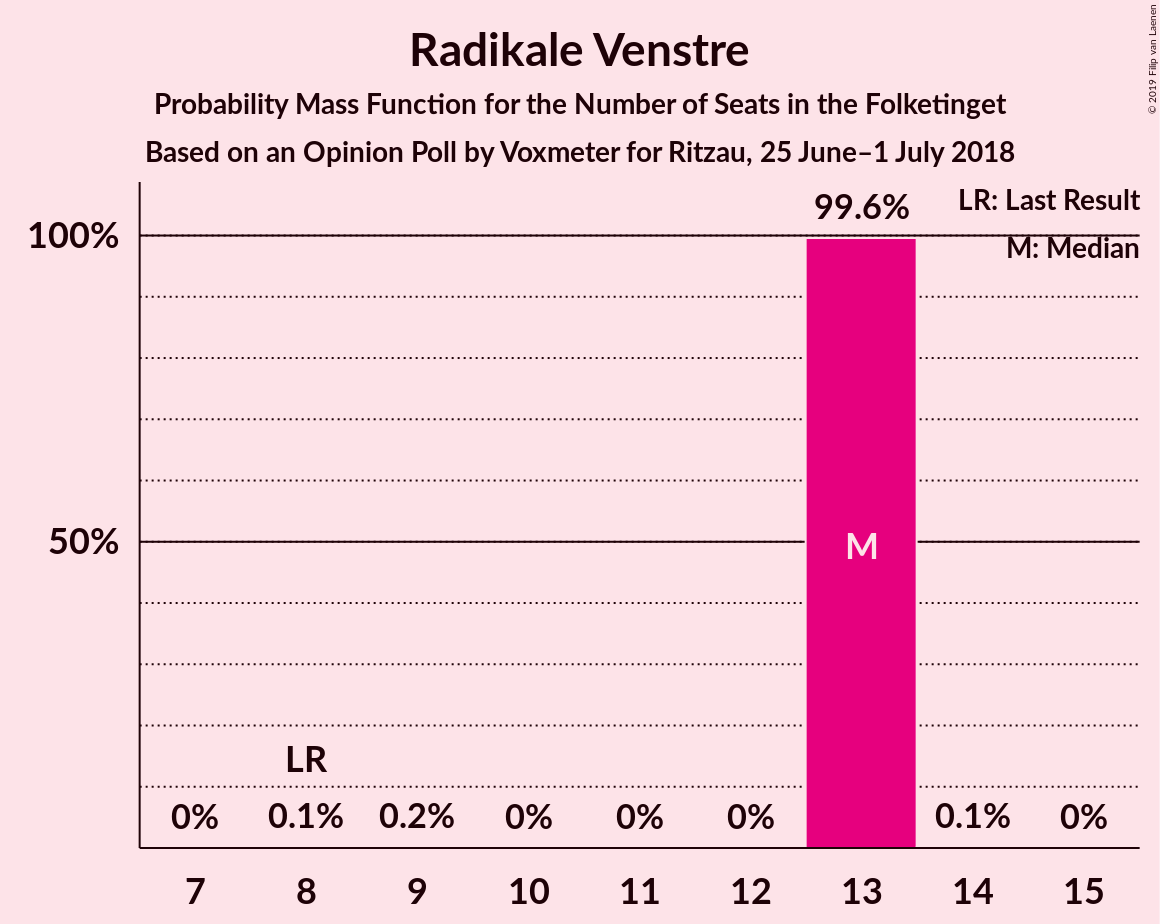 Radikale Venstre
Probability Mass Function for the Number of Seats in the Folketinget
Based on an Opinion Poll by Voxmeter for Ritzau, 25 June–1 July 2018
© 2019 Filip van Laenen
LR: Last Result
M: Median
99.6%
100%
50%
M
LR
0% 0.1% 0.2% 0% 0% 0% 0.1% 0%
7 8 9 10 11 12 13 14 15